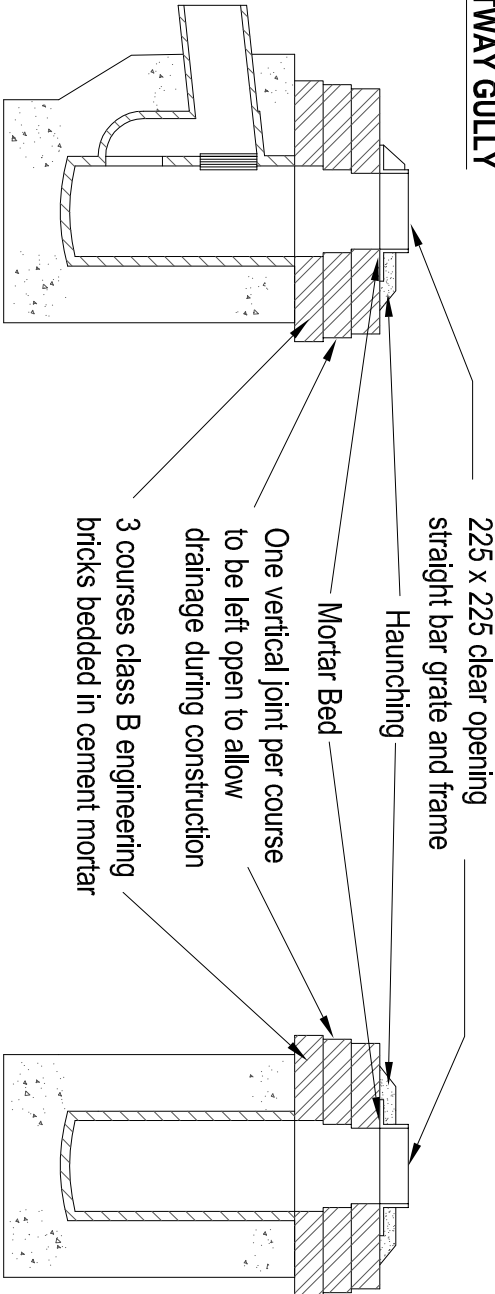 TWAY GULLY
225 x 225 clear opening
straight bar grate and frame
Haunching
Mortar Bed
One vertical joint per course
to be left open to allow
drainage during construction
3 courses class B engineering
bricks bedded in cement mortar